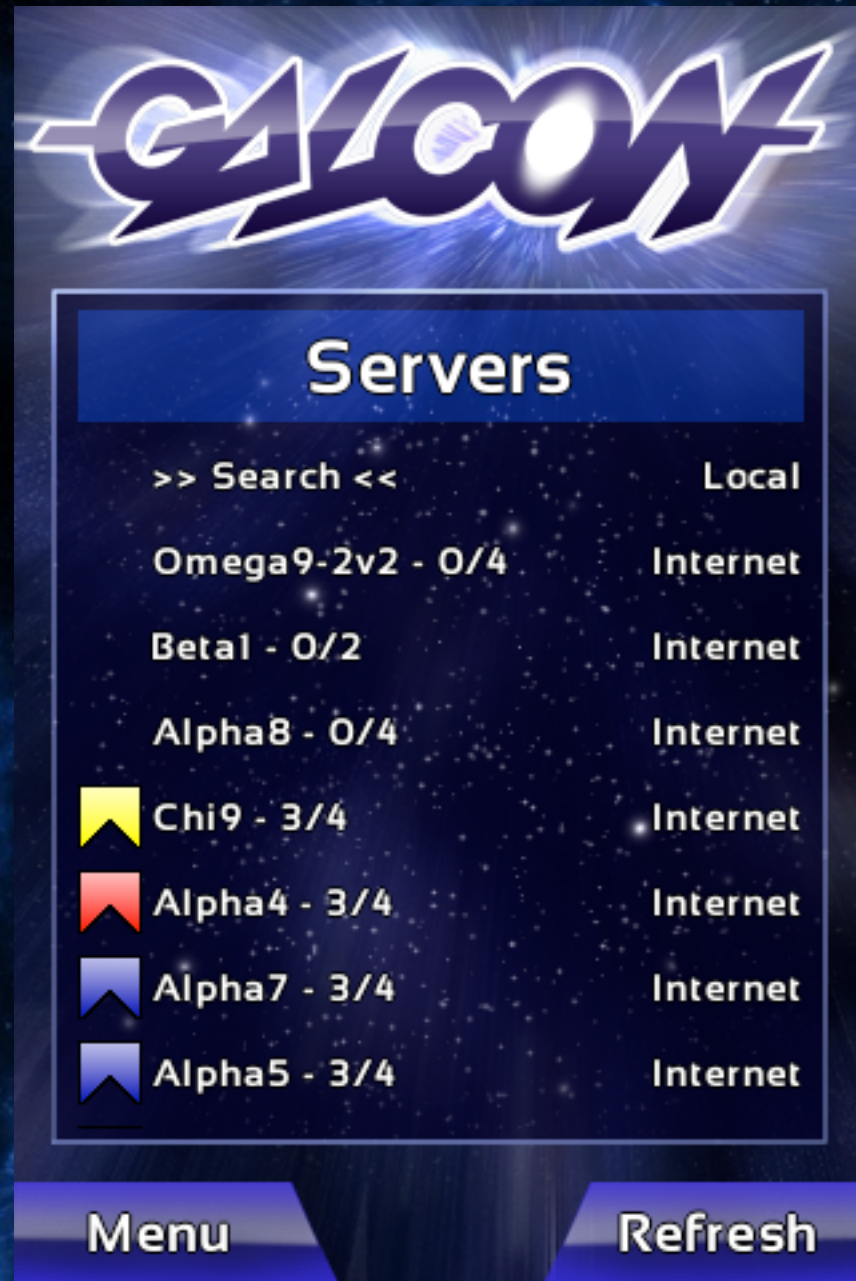 GALCON
Servers
>> Search << Local
Omega9-2v2 - 0/4 Internet
Beta1 - 0/2 Internet
Alpha8 - 0/4 Internet
Chi9 - 3/4 Internet
Alpha4 - 3/4 Internet
Alpha7 - 3/4 Internet
Alpha5 - 3/4 Internet
Menu Refresh